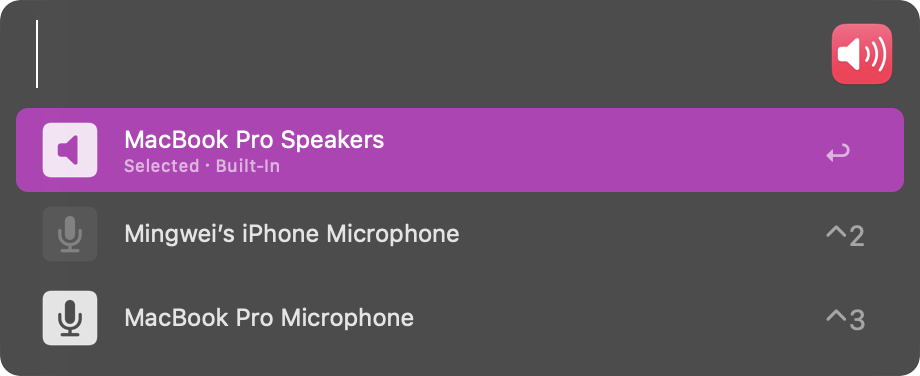 MacBook Pro Speakers
Selected · Built-In
Mingwei’s iPhone Microphone
^2
MacBook Pro Microphone
^3